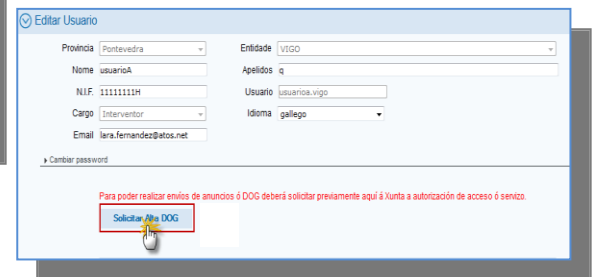 Editar Usuario
Provincia Pontevedra Entidade VIGO
Nome usuarioA Apelidos q
N.I.F. 11111111H Usuario usuarioa.vigo
Cargo Interventor Idioma gallego
Email lara.fernandez@atos.net
Cambiar password
Para poder realizar envíos de anuncios ó DOG deberá solicitar previamente aquí á Xunta a autorización de acceso ó servizo.
Solicitar Alta DOG